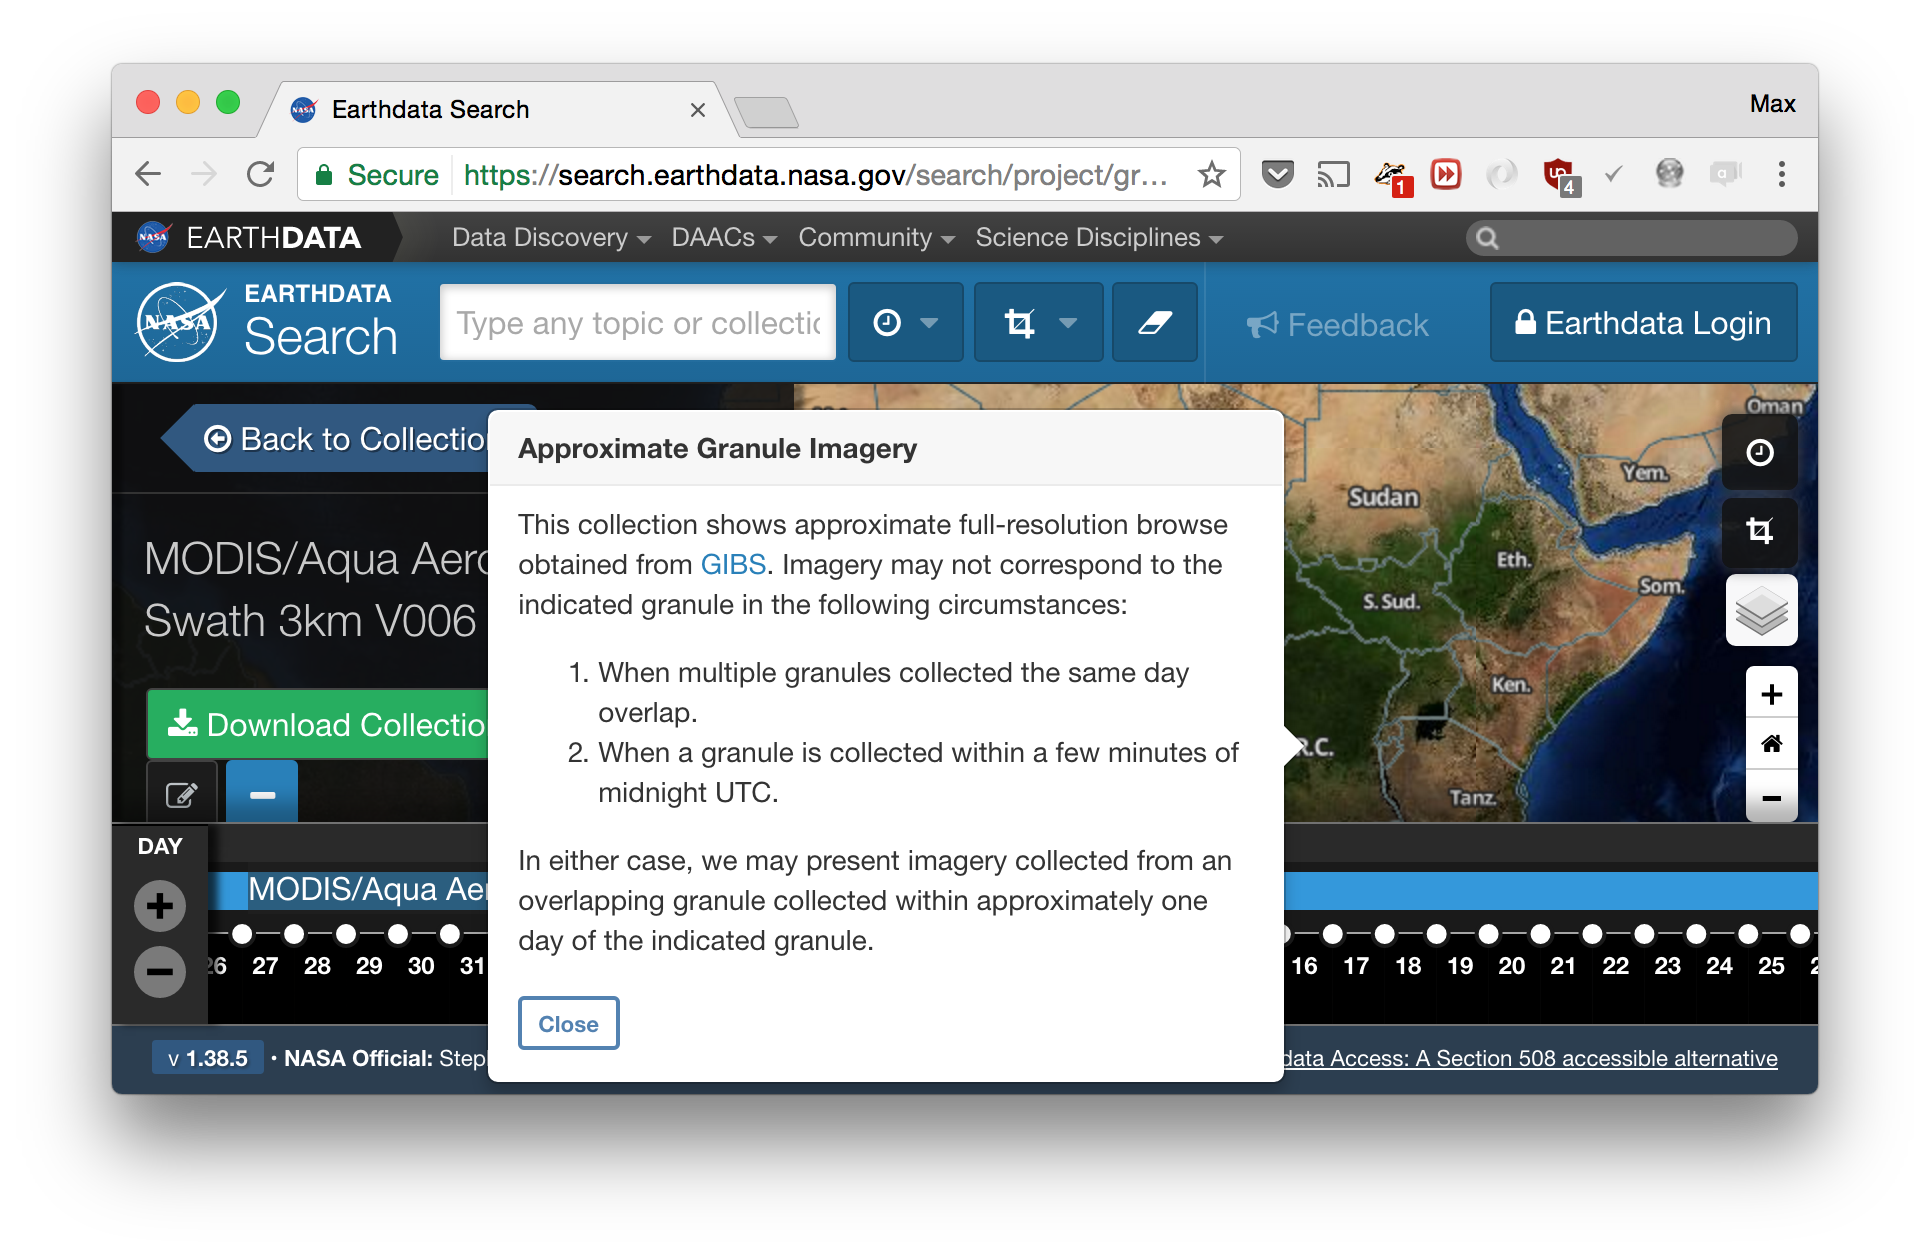 Earthdata Search
Max
Secure
https://search.earthdata.nasa.gov/search/project/gr...
1
4
NASA EARTHDATA
Data Discovery
DAACs
Community
Science Disciplines
NASA
EARTHDATA
Search
Type any topic or collectio
Feedback
Earthdata Login
Back to Collectio
Approximate Granule Imagery
This collection shows approximate full-resolution browse
obtained from GIBS. Imagery may not correspond to the
indicated granule in the following circumstances:
1. When multiple granules collected the same day
overlap.
2. When a granule is collected within a few minutes of
midnight UTC.
In either case, we may present imagery collected from an
overlapping granule collected within approximately one
day of the indicated granule.
Close
MODIS/Aqua Aero
Swath 3km V006
Download Collectio
Oman
Yem.
Sudan
Eth.
Som.
S. Sud.
Ken.
R.C.
Tanz.
DAY
MODIS/Aqua Aer
26 27 28 29 30 31
16 17 18 19 20 21 22 23 24 25
v 1.38.5 • NASA Official: Step
data Access: A Section 508 accessible alternative